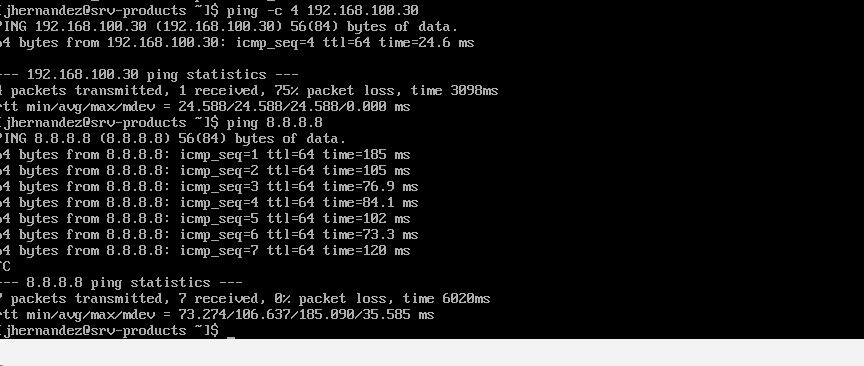 [jhernandez@srv-products ~]$ ping -c 4 192.168.100.30
PING 192.168.100.30 (192.168.100.30) 56(84) bytes of data.
64 bytes from 192.168.100.30: icmp_seq=4 ttl=64 time=24.6 ms
--- 192.168.100.30 ping statistics ---
4 packets transmitted, 1 received, 75% packet loss, time 3098ms
rtt min/avg/max/mdev = 24.588/24.588/24.588/0.000 ms
[jhernandez@srv-products ~]$ ping 8.8.8.8
PING 8.8.8.8 (8.8.8.8) 56(84) bytes of data.
64 bytes from 8.8.8.8: icmp_seq=1 ttl=64 time=185 ms
64 bytes from 8.8.8.8: icmp_seq=2 ttl=64 time=105 ms
64 bytes from 8.8.8.8: icmp_seq=3 ttl=64 time=76.9 ms
64 bytes from 8.8.8.8: icmp_seq=4 ttl=64 time=84.1 ms
64 bytes from 8.8.8.8: icmp_seq=5 ttl=64 time=102 ms
64 bytes from 8.8.8.8: icmp_seq=6 ttl=64 time=73.3 ms
64 bytes from 8.8.8.8: icmp_seq=7 ttl=64 time=120 ms
^C
--- 8.8.8.8 ping statistics ---
7 packets transmitted, 7 received, 0% packet loss, time 6020ms
rtt min/avg/max/mdev = 73.274/106.637/185.090/35.585 ms
[jhernandez@srv-products ~]$ _